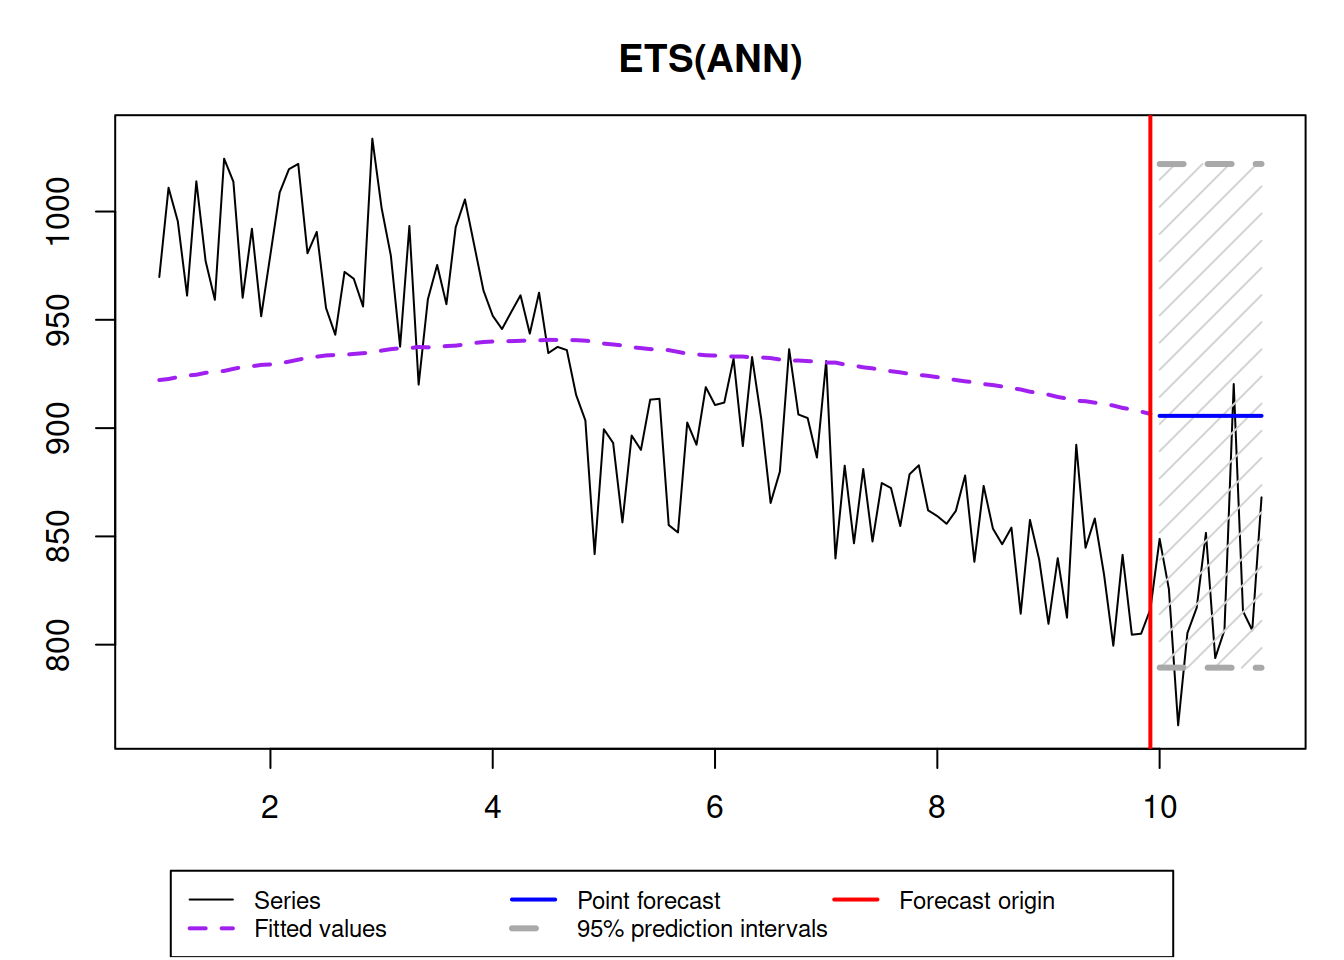 ETS(ANN)
1000
950
900
850
800
2 4 6 8 10
Series Point forecast Forecast origin
Fitted values 95% prediction intervals